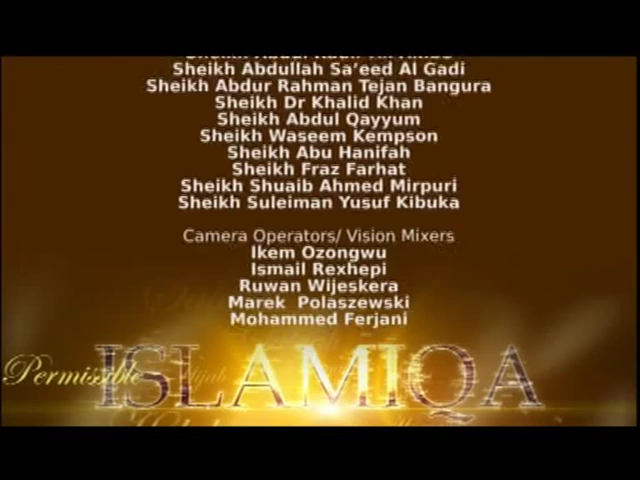 Sheikh Abdullah Sa'eed Al Gadi
Sheikh Abdur Rahman Tejan Bangura
Sheikh Dr Khalid Khan
Sheikh Abdul Qayyum
Sheikh Waseem Kempson
Sheikh Abu Hanifah
Sheikh Fraz Farhat
Sheikh Shuaib Ahmed Mirpuri
Sheikh Suleiman Yusuf Kibuka
Camera Operators/ Vision Mixers
Ikem Ozongwu
Ismail Rexhepi
Ruwan Wijeskera
Marek Polaszewski
Mohammed Ferjani
ISLAMIQA
Permissible